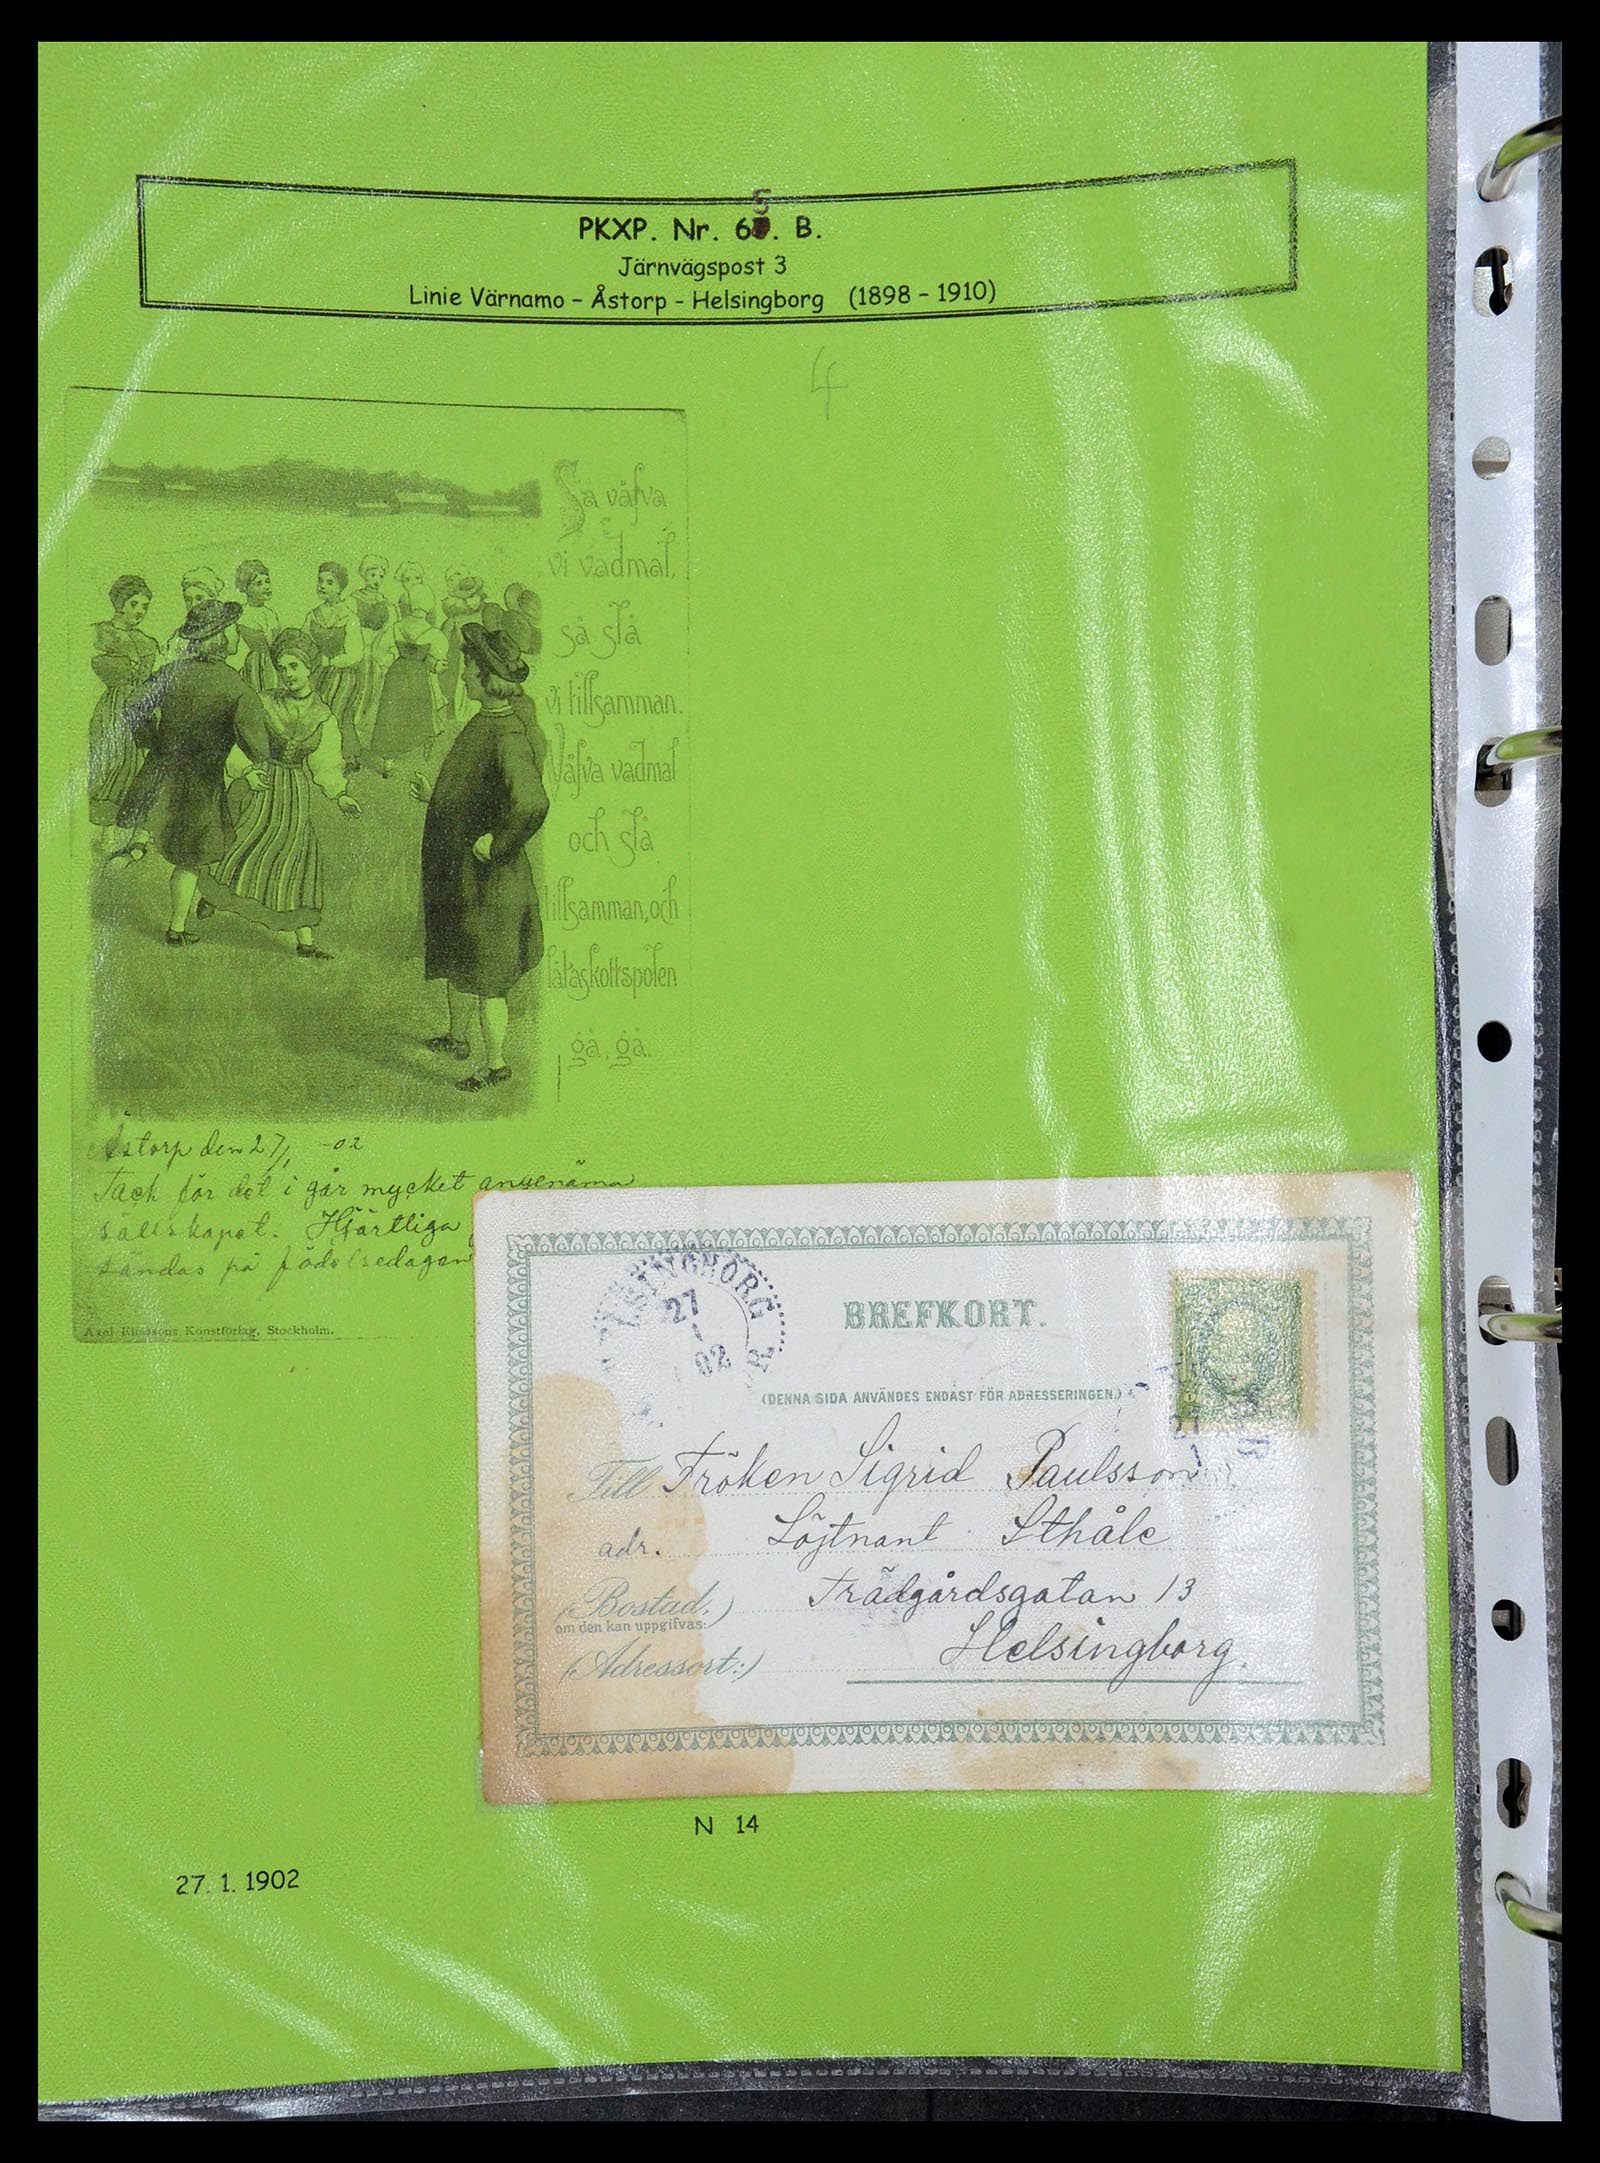 PKXP. Nr. 65. B.
Järnvägspost 3
Linie Värnamo - Åstorp - Helsingborg (1898 - 1910)
4
Så väfva
vi vadmal,
så slå
vi tillsamman.
Väfva vadmal
och slå
tillsamman, och
låta skottspolen
gå, gå.
Åstorp den 27/1 -02
Tack för det i går mycket angenäma
sällskapet. Hjärtliga
sändas på födelsedagen
Axel Eliassons Konstförlag, Stockholm.
HELSINGBORG
27
1
02
BREFKORT.
(DENNA SIDA ANVÄNDES ENDAST FÖR ADRESSERINGEN.)
27
1
Till Fröken Sigrid Paulsson
adr. Löjtnant Sthåle
(Bostad,) Trädgårdsgatan 13
om den kan uppgifvas:
Helsingborg.
(Adressort:)
N 14
27. 1. 1902